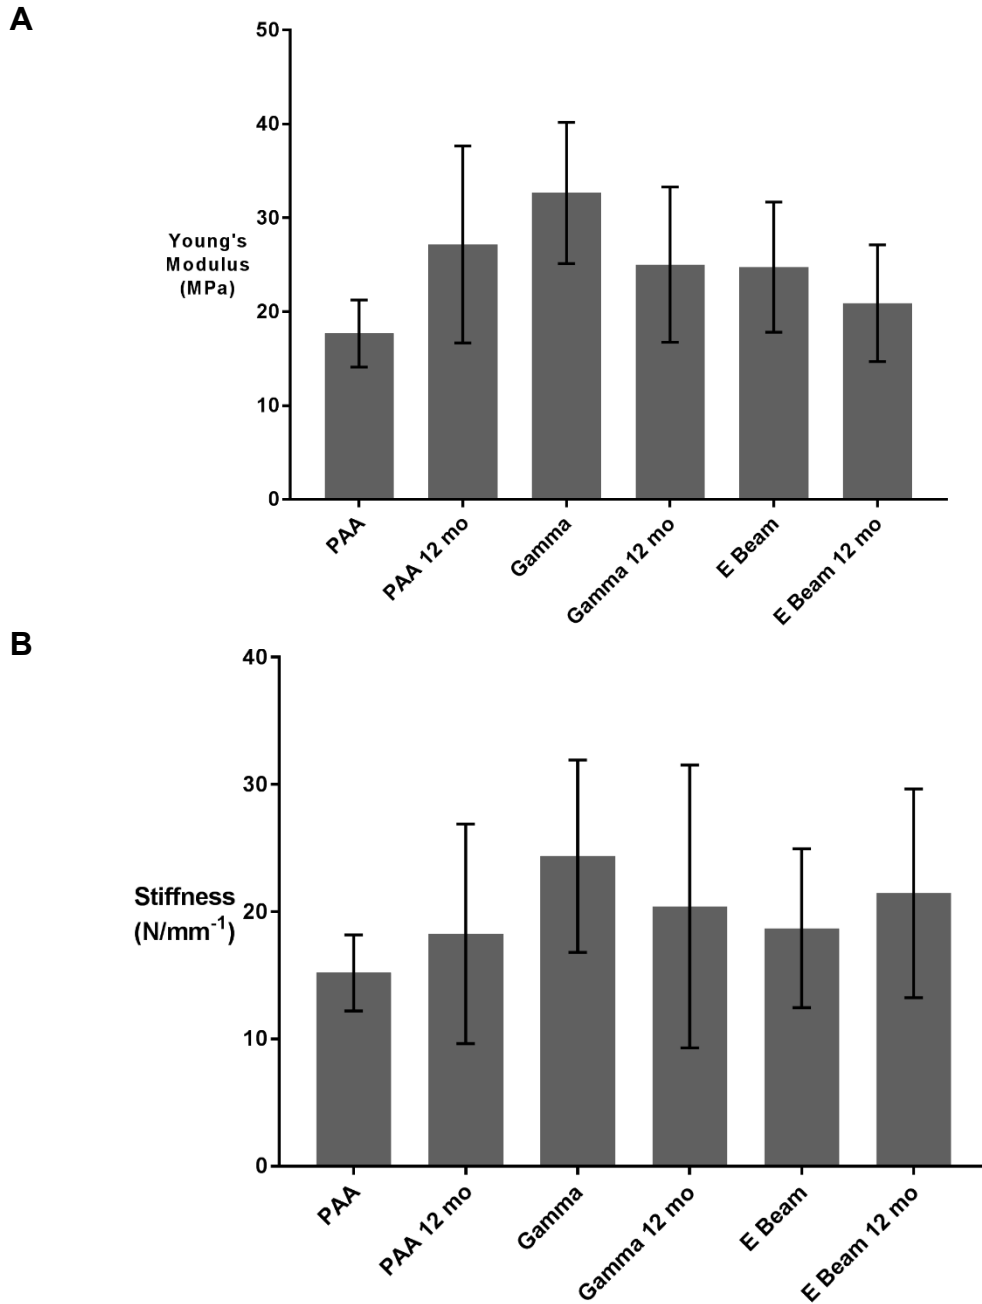 A
50
40
30
20
10
0
Young's
Modulus
(MPa)
PAA
PAA 12 mo
Gamma
Gamma 12 mo
E Beam
E Beam 12 mo
B
40
30
20
10
0
Stiffness
(N/mm⁻¹)
PAA
PAA 12 mo
Gamma
Gamma 12 mo
E Beam
E Beam 12 mo